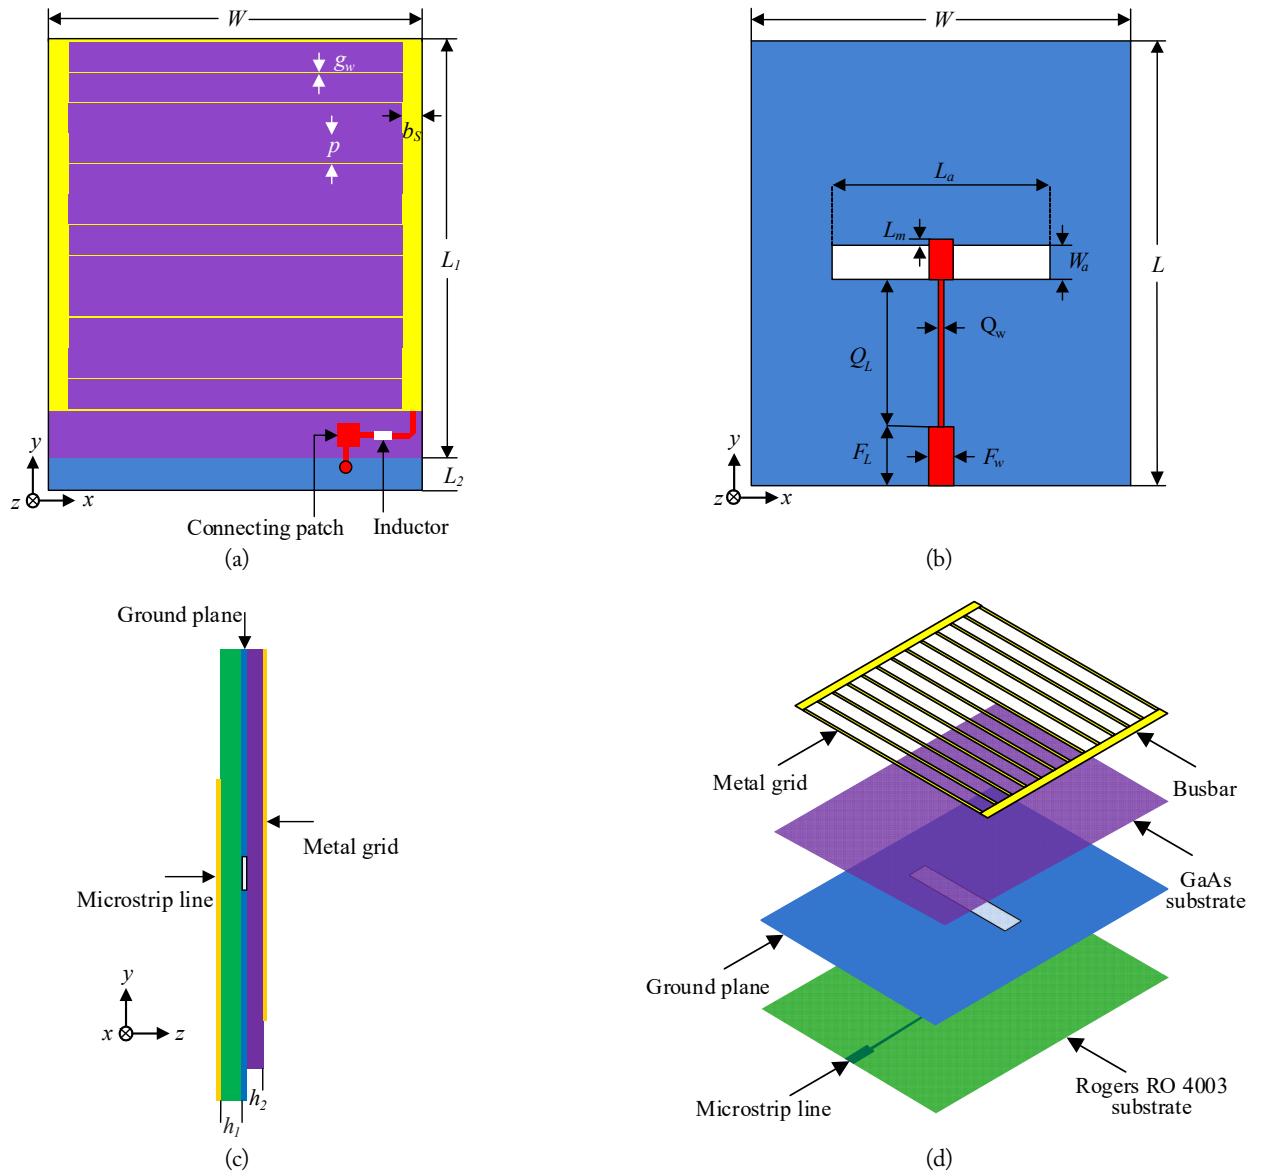 W
g_w
b_S
p
L_1
y
L_2
z
x
Connecting patch
Inductor
(a)
W
L_a
L_m
W_a
L
Q_w
Q_L
y
F_L
F_w
z
x
(b)
Ground plane
Metal grid
Microstrip line
y
x
z
h_2
h_1
(c)
Metal grid
Busbar
GaAs
substrate
Ground plane
Rogers RO 4003
substrate
Microstrip line
(d)